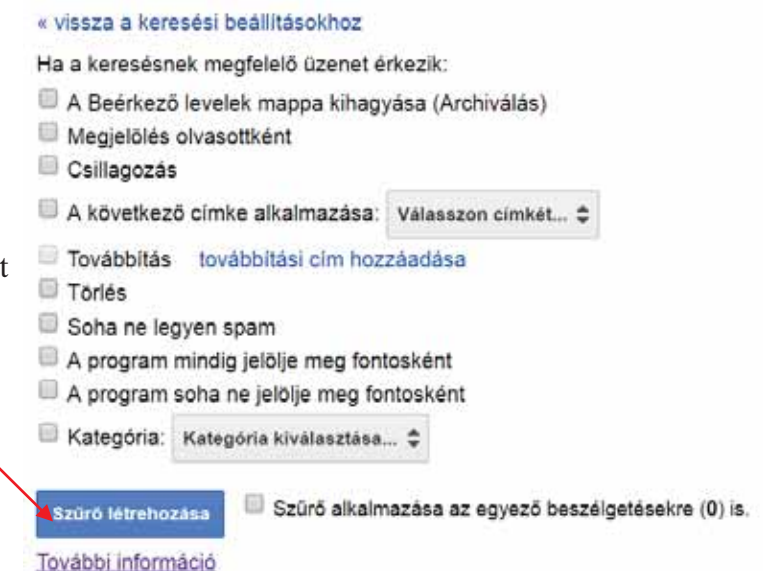 « vissza a keresési beállításokhoz
Ha a keresésnek megfelelő üzenet érkezik:
A Beérkező levelek mappa kihagyása (Archiválás)
Megjelölés olvasottként
Csillagozás
A következő címke alkalmazása: Válasszon címkét...
t
Továbbítás továbbítási cím hozzáadása
Törlés
Soha ne legyen spam
A program mindig jelölje meg fontosként
A program soha ne jelölje meg fontosként
Kategória: Kategória kiválasztása...
Szűrő létrehozása Szűrő alkalmazása az egyező beszélgetésekre (0) is.
További információ